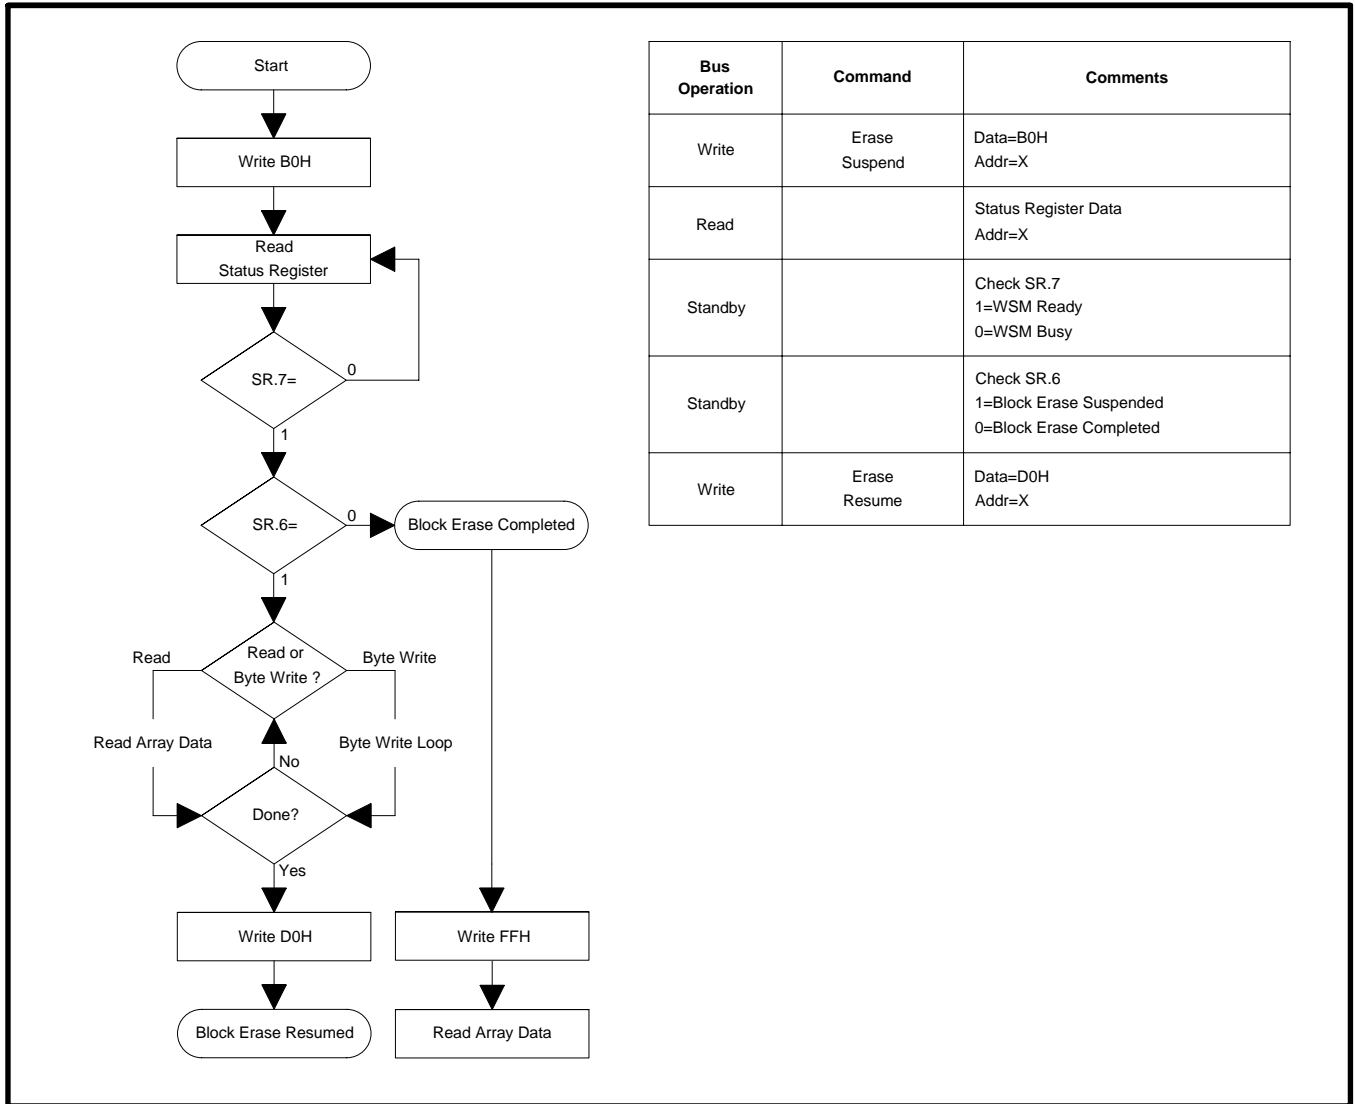 Start
Write B0H
Read
Status Register
SR.7=
0
1
SR.6=
0
Block Erase Completed
1
Read or
Byte Write ?
Read
Byte Write
Read Array Data
Byte Write Loop
No
Done?
Yes
Write D0H
Write FFH
Block Erase Resumed
Read Array Data
Bus
Operation
Command
Comments
Write
Erase
Suspend
Data=B0H
Addr=X
Read
Status Register Data
Addr=X
Standby
Check SR.7
1=WSM Ready
0=WSM Busy
Standby
Check SR.6
1=Block Erase Suspended
0=Block Erase Completed
Write
Erase
Resume
Data=D0H
Addr=X